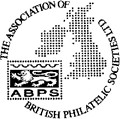 THE ASSOCIATION OF
BRITISH PHILATELIC SOCIETIES LTD
ABPS